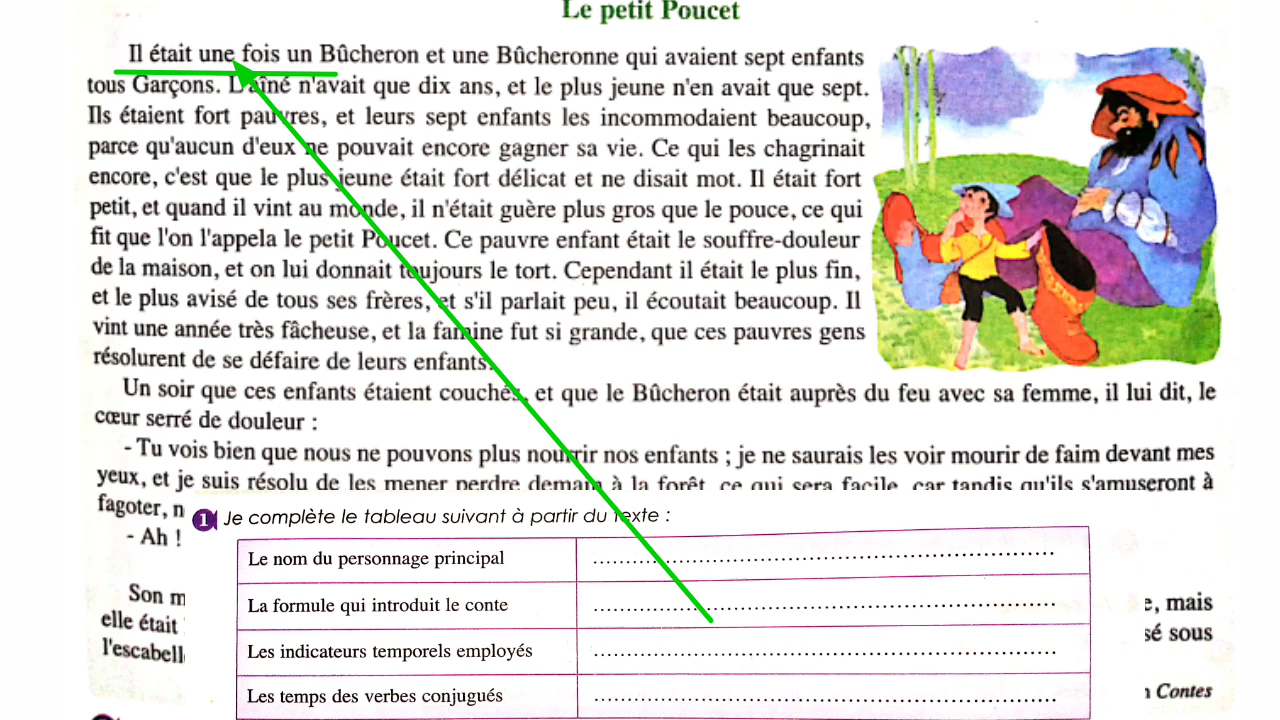 Le petit Poucet
Il était une fois un Bûcheron et une Bûcheronne qui avaient sept enfants
tous Garçons. L'aîné n'avait que dix ans, et le plus jeune n'en avait que sept.
Ils étaient fort pauvres, et leurs sept enfants les incommodaient beaucoup,
parce qu'aucun d'eux ne pouvait encore gagner sa vie. Ce qui les chagrinait
encore, c'est que le plus jeune était fort délicat et ne disait mot. Il était fort
petit, et quand il vint au monde, il n'était guère plus gros que le pouce, ce qui
fit que l'on l'appela le petit Poucet. Ce pauvre enfant était le souffre-douleur
de la maison, et on lui donnait toujours le tort. Cependant il était le plus fin,
et le plus avisé de tous ses frères, et s'il parlait peu, il écoutait beaucoup. Il
vint une année très fâcheuse, et la famine fut si grande, que ces pauvres gens
résolurent de se défaire de leurs enfants.
Un soir que ces enfants étaient couchés, et que le Bûcheron était auprès du feu avec sa femme, il lui dit, le
cœur serré de douleur :
- Tu vois bien que nous ne pouvons plus nourrir nos enfants ; je ne saurais les voir mourir de faim devant mes
yeux, et je suis résolu de les mener perdre demain à la forêt, ce qui sera facile, car tandis qu'ils s'amuseront à
fagoter, n
- Ah !
Son m
elle était
l'escabell
e, mais
sé sous
Contes
1 Je complète le tableau suivant à partir du texte :
Le nom du personnage principal ....................
La formule qui introduit le conte ....................
Les indicateurs temporels employés ....................
Les temps des verbes conjugués ....................